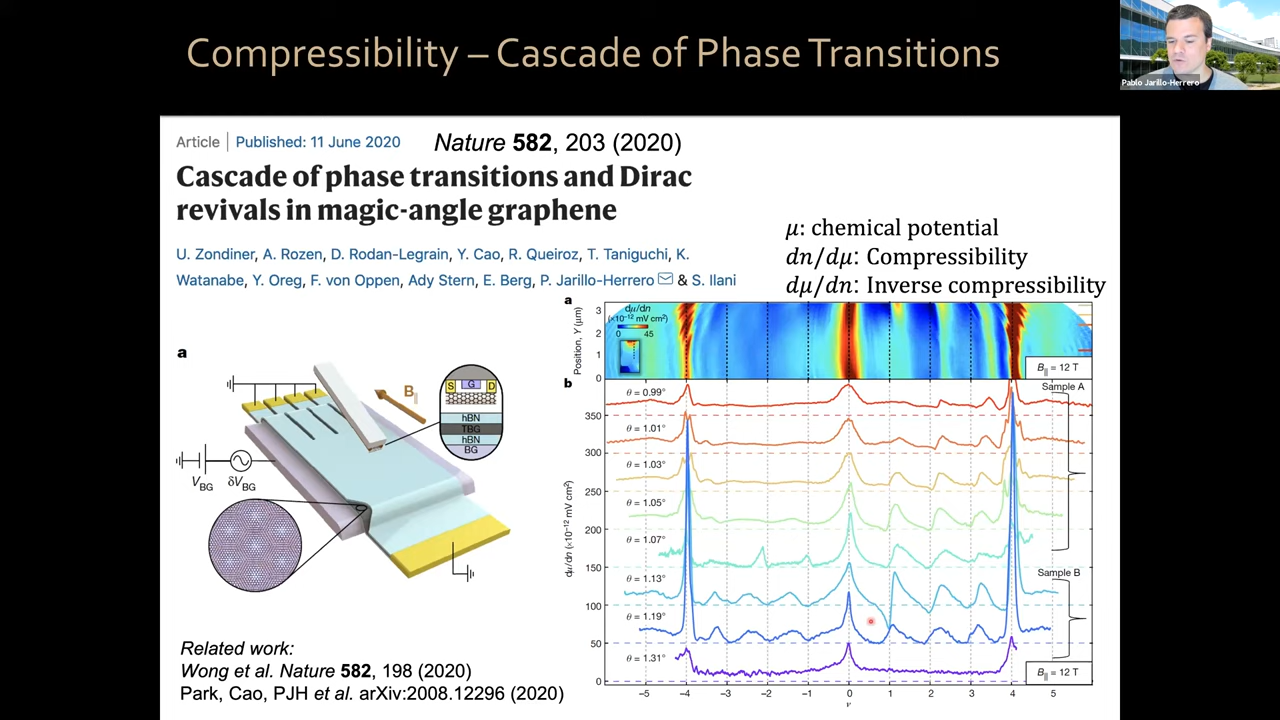 Compressibility – Cascade of Phase Transitions
Pablo Jarillo-Herrero
Article | Published: 11 June 2020
Nature 582, 203 (2020)
Cascade of phase transitions and Dirac
revivals in magic-angle graphene
U. Zondiner, A. Rozen, D. Rodan-Legrain, Y. Cao, R. Queiroz, T. Taniguchi, K.
Watanabe, Y. Oreg, F. von Oppen, Ady Stern, E. Berg, P. Jarillo-Herrero & S. Ilani
μ: chemical potential
dn/dμ: Compressibility
dμ/dn: Inverse compressibility
a
B||
S G D
hBN
TBG
hBN
BG
VBG
δVBG
a
Position, Y (μm)
3
2
1
0
dμ/dn
(×10⁻¹² mV cm²)
0 45
B|| = 12 T
b
Sample A
θ = 0.99°
θ = 1.01°
θ = 1.03°
θ = 1.05°
θ = 1.07°
Sample B
θ = 1.13°
θ = 1.19°
θ = 1.31°
B|| = 12 T
dμ/dn (×10⁻¹² mV cm²)
350
300
250
200
150
100
50
0
–5 –4 –3 –2 –1 0 1 2 3 4 5
ν
Related work:
Wong et al. Nature 582, 198 (2020)
Park, Cao, PJH et al. arXiv:2008.12296 (2020)